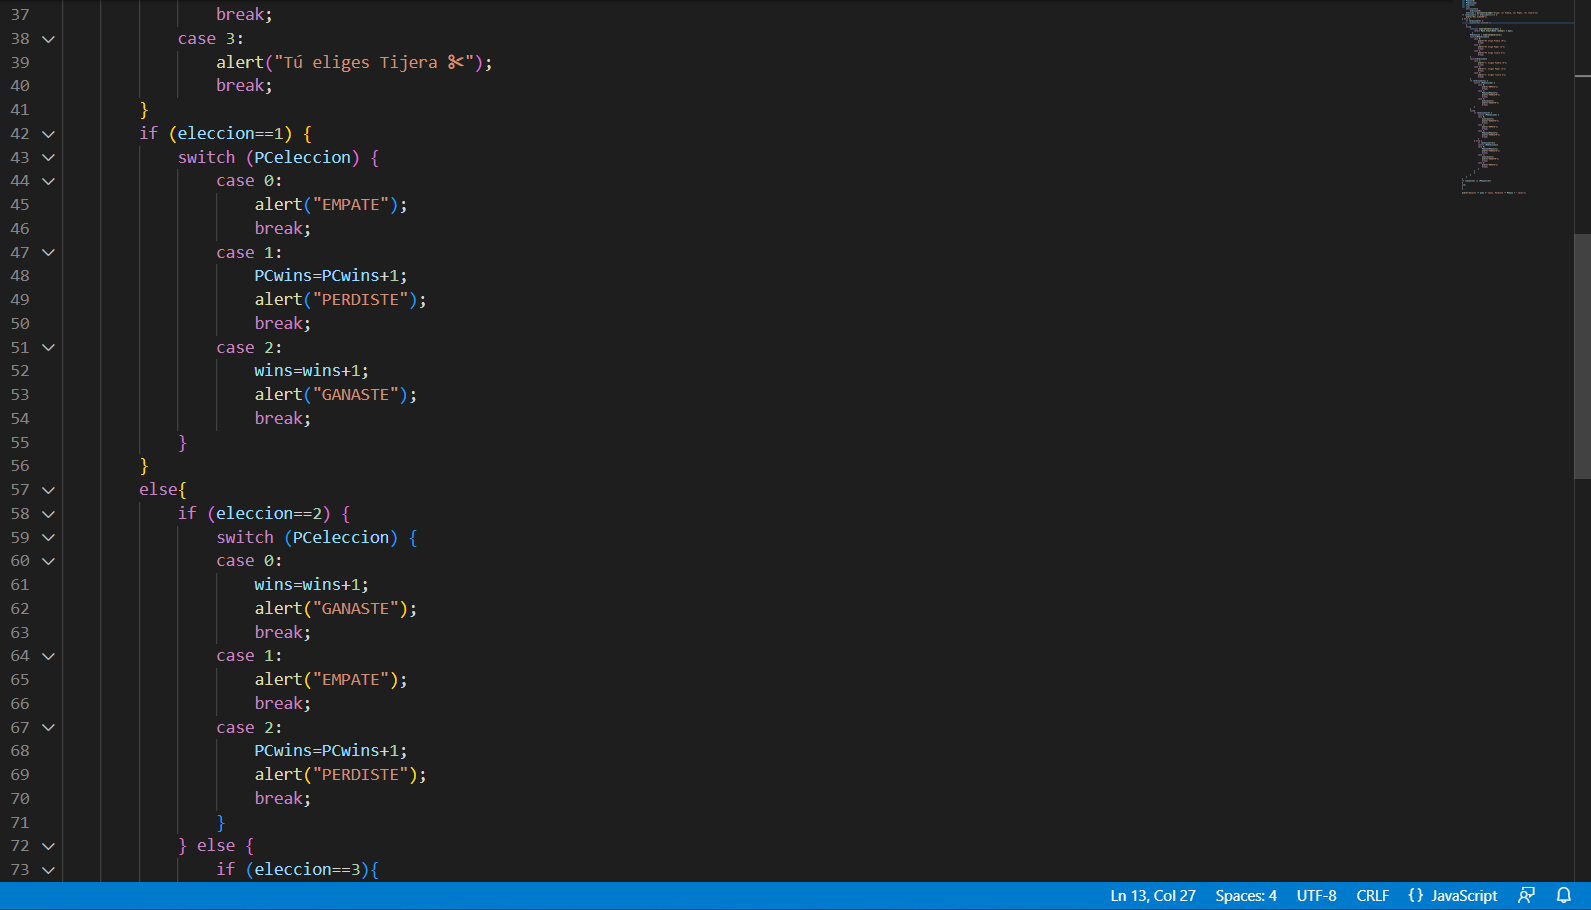 37 break;
38 case 3:
39 alert("Tú eliges Tijera ✂");
40 break;
41 }
42 if (eleccion==1) {
43 switch (PCeleccion) {
44 case 0:
45 alert("EMPATE");
46 break;
47 case 1:
48 PCwins=PCwins+1;
49 alert("PERDISTE");
50 break;
51 case 2:
52 wins=wins+1;
53 alert("GANASTE");
54 break;
55 }
56 }
57 else{
58 if (eleccion==2) {
59 switch (PCeleccion) {
60 case 0:
61 wins=wins+1;
62 alert("GANASTE");
63 break;
64 case 1:
65 alert("EMPATE");
66 break;
67 case 2:
68 PCwins=PCwins+1;
69 alert("PERDISTE");
70 break;
71 }
72 } else {
73 if (eleccion==3){
Ln 13, Col 27 Spaces: 4 UTF-8 CRLF {} JavaScript